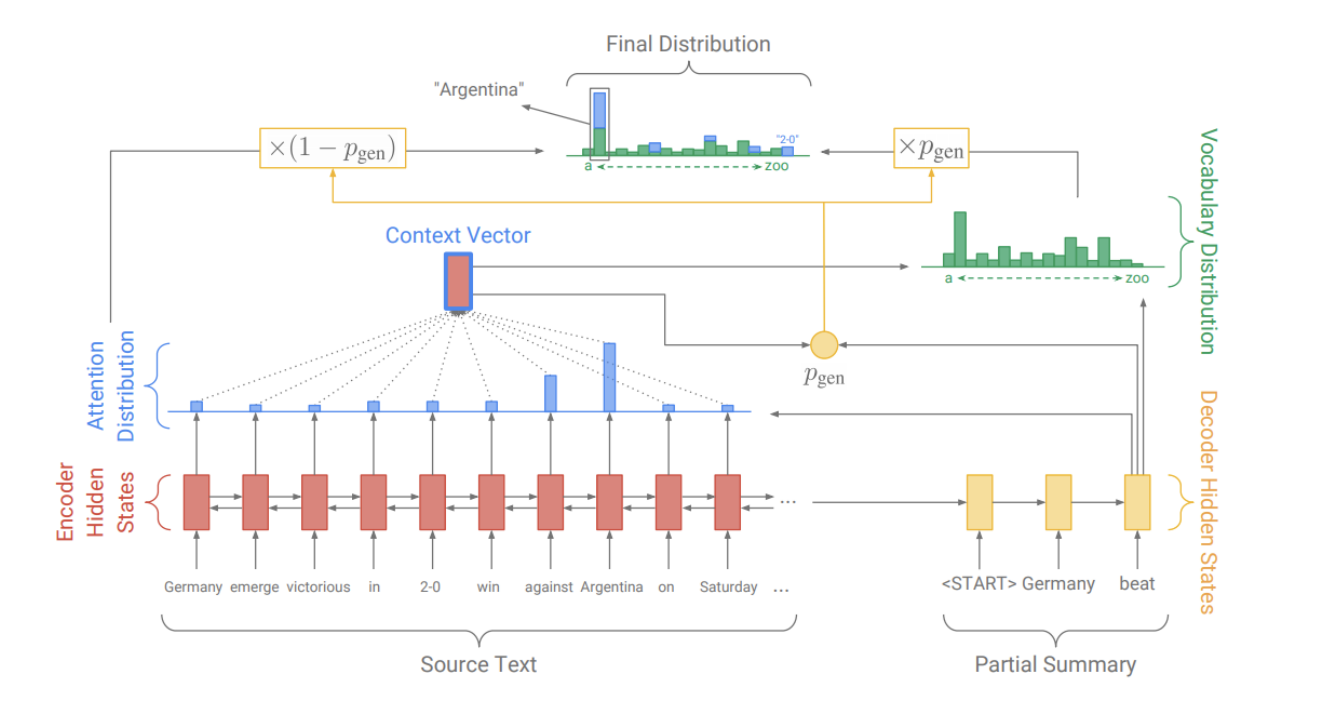 Final Distribution
"Argentina"
"2-0"
×(1 − p_gen)
×p_gen
a
zoo
Context Vector
Vocabulary Distribution
a
zoo
Attention
Distribution
p_gen
Encoder
Hidden
States
Decoder Hidden States
...
Germany emerge victorious in 2-0 win against Argentina on Saturday ...
<START> Germany beat
Source Text
Partial Summary